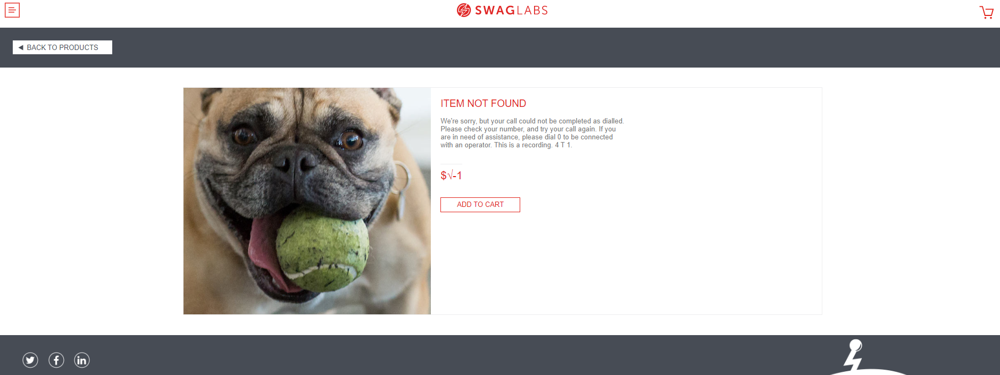 SWAGLABS
◄ BACK TO PRODUCTS
ITEM NOT FOUND
We're sorry, but your call could not be completed as dialled.
Please check your number, and try your call again. If you
are in need of assistance, please dial 0 to be connected
with an operator. This is a recording. 4 T 1.
$√-1
ADD TO CART